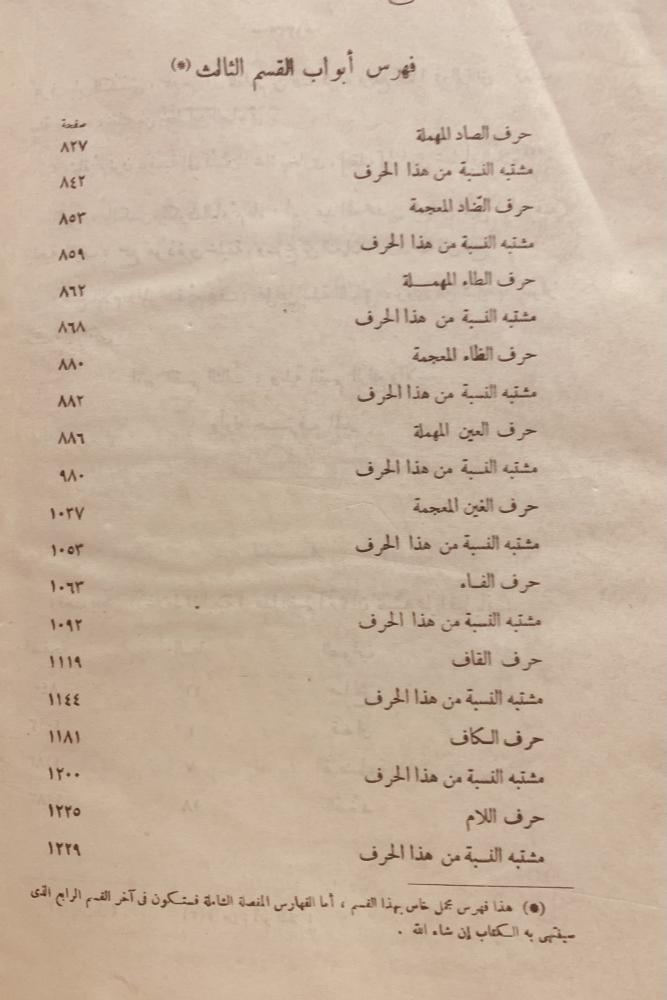 فهرس أبواب القسم الثالث (*)
صفحة
حرف الصاد المهملة ٨٢٧
مشتبه النسبة من هذا الحرف ٨٤٢
حرف الضّاد المعجمة ٨٥٣
مشتبه النسبة من هذا الحرف ٨٥٩
حرف الطاء المهملة ٨٦٢
مشتبه النسبة من هذا الحرف ٨٦٨
حرف الظاء المعجمة ٨٨٠
مشتبه النسبة من هذا الحرف ٨٨٢
حرف العين المهملة ٨٨٦
مشتبه النسبة من هذا الحرف ٩٨٠
حرف الغين المعجمة ١٠٣٧
مشتبه النسبة من هذا الحرف ١٠٥٣
حرف الفاء ١٠٦٣
مشتبه النسبة من هذا الحرف ١٠٩٢
حرف القاف ١١١٩
مشتبه النسبة من هذا الحرف ١١٤٤
حرف الكاف ١١٨١
مشتبه النسبة من هذا الحرف ١٢٠٠
حرف اللام ١٢٢٥
مشتبه النسبة من هذا الحرف ١٢٢٩
(*) هذا فهرس مجمل خاص بهذا القسم ، أما الفهارس المفصلة الشاملة فستكون فى آخر القسم الرابع الذى
سينتهى به الكتاب إن شاء الله .